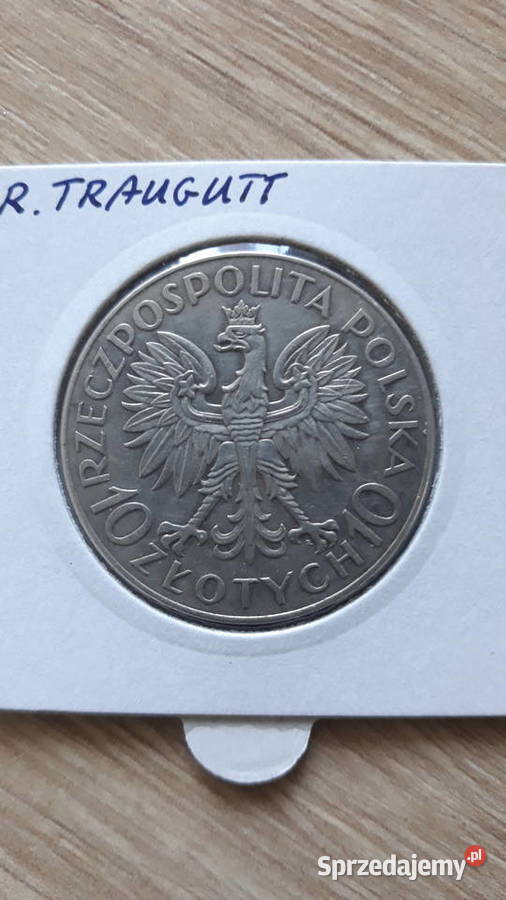 R. TRAUGUTT
RZECZPOSPOLITA POLSKA
10 ZŁOTYCH 10
Sprzedajemy.pl